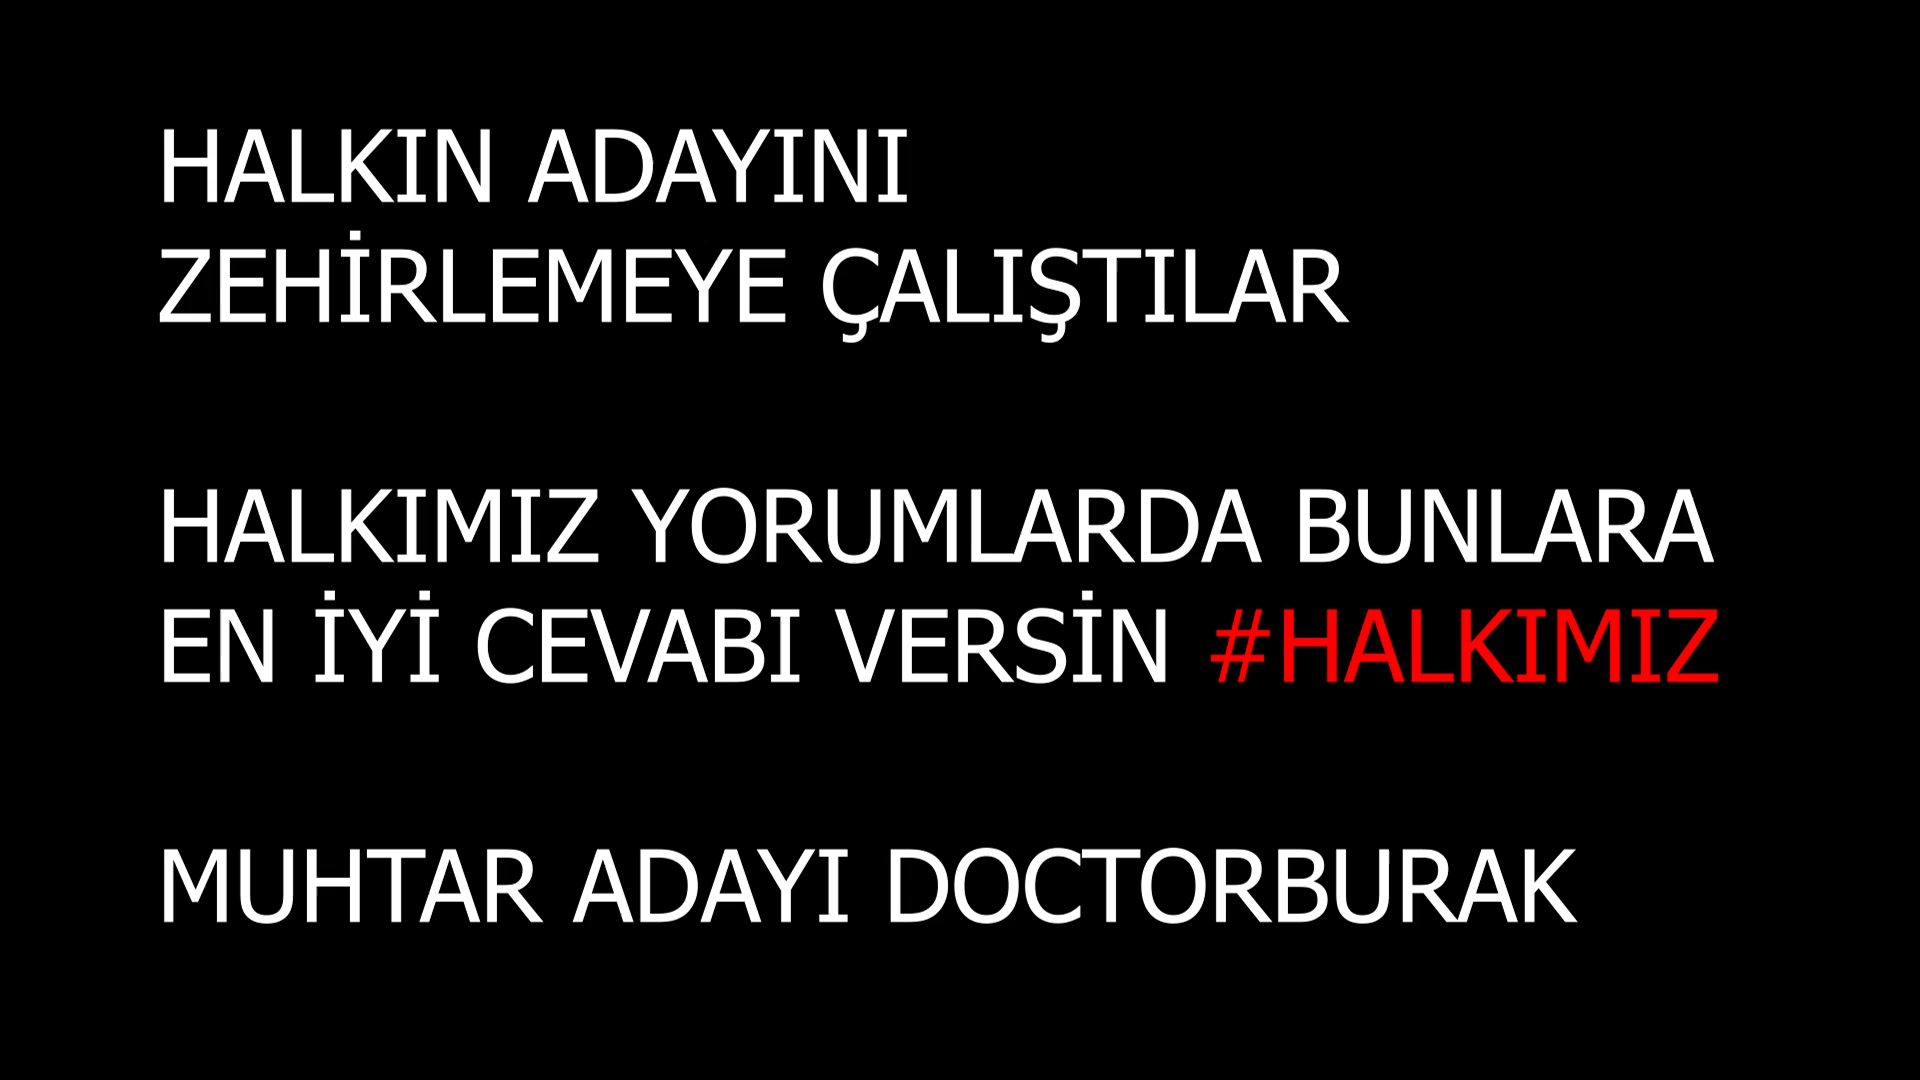 HALKIN ADAYINI
ZEHİRLEMEYE ÇALIŞTILAR
HALKIMIZ YORUMLARDA BUNLARA
EN İYİ CEVABI VERSİN #HALKIMIZ
MUHTAR ADAYI DOCTORBURAK